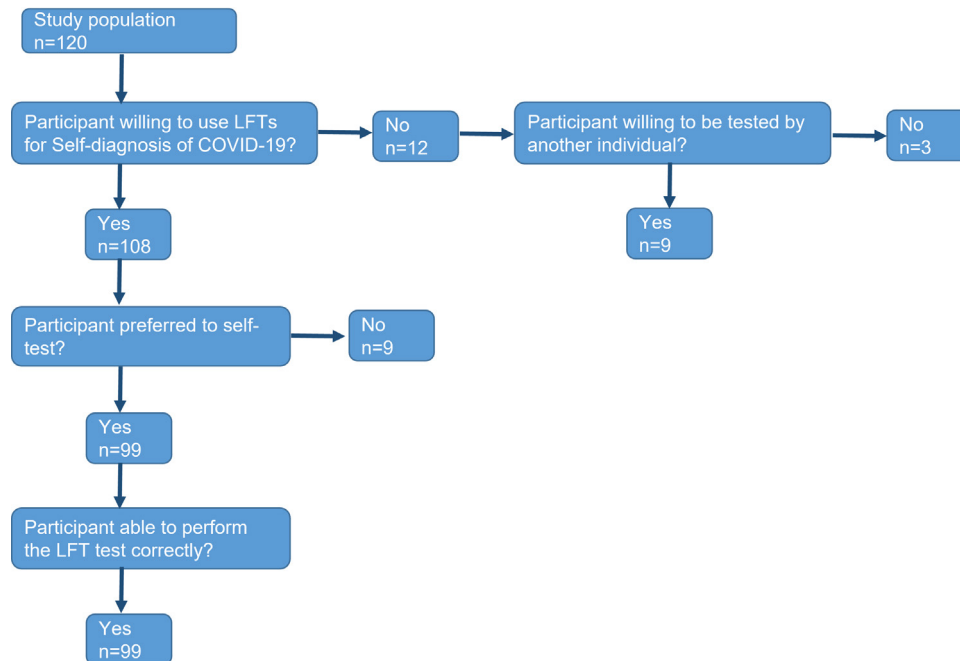 Study population
n=120
Participant willing to use LFTs
for Self-diagnosis of COVID-19?
No
n=12
Participant willing to be tested by
another individual?
No
n=3
Yes
n=9
Yes
n=108
Participant preferred to self-
test?
No
n=9
Yes
n=99
Participant able to perform
the LFT test correctly?
Yes
n=99